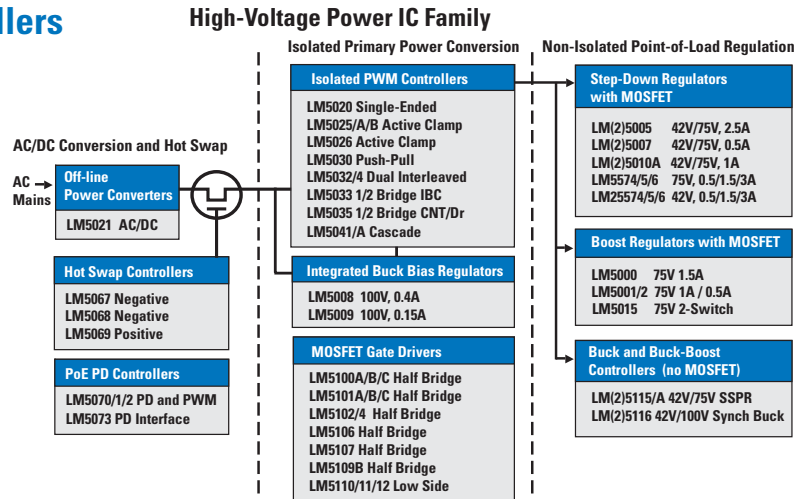 llers
High-Voltage Power IC Family
AC/DC Conversion and Hot Swap
AC
Mains
Off-line
Power Converters
LM5021 AC/DC
Hot Swap Controllers
LM5067 Negative
LM5068 Negative
LM5069 Positive
PoE PD Controllers
LM5070/1/2 PD and PWM
LM5073 PD Interface
Isolated Primary Power Conversion
Isolated PWM Controllers
LM5020 Single-Ended
LM5025/A/B Active Clamp
LM5026 Active Clamp
LM5030 Push-Pull
LM5032/4 Dual Interleaved
LM5033 1/2 Bridge IBC
LM5035 1/2 Bridge CNT/Dr
LM5041/A Cascade
Integrated Buck Bias Regulators
LM5008 100V, 0.4A
LM5009 100V, 0.15A
MOSFET Gate Drivers
LM5100A/B/C Half Bridge
LM5101A/B/C Half Bridge
LM5102/4 Half Bridge
LM5106 Half Bridge
LM5107 Half Bridge
LM5109B Half Bridge
LM5110/11/12 Low Side
Non-Isolated Point-of-Load Regulation
Step-Down Regulators
with MOSFET
LM(2)5005 42V/75V, 2.5A
LM(2)5007 42V/75V, 0.5A
LM(2)5010A 42V/75V, 1A
LM5574/5/6 75V, 0.5/1.5/3A
LM25574/5/6 42V, 0.5/1.5/3A
Boost Regulators with MOSFET
LM5000 75V 1.5A
LM5001/2 75V 1A / 0.5A
LM5015 75V 2-Switch
Buck and Buck-Boost
Controllers (no MOSFET)
LM(2)5115/A 42V/75V SSPR
LM(2)5116 42V/100V Synch Buck